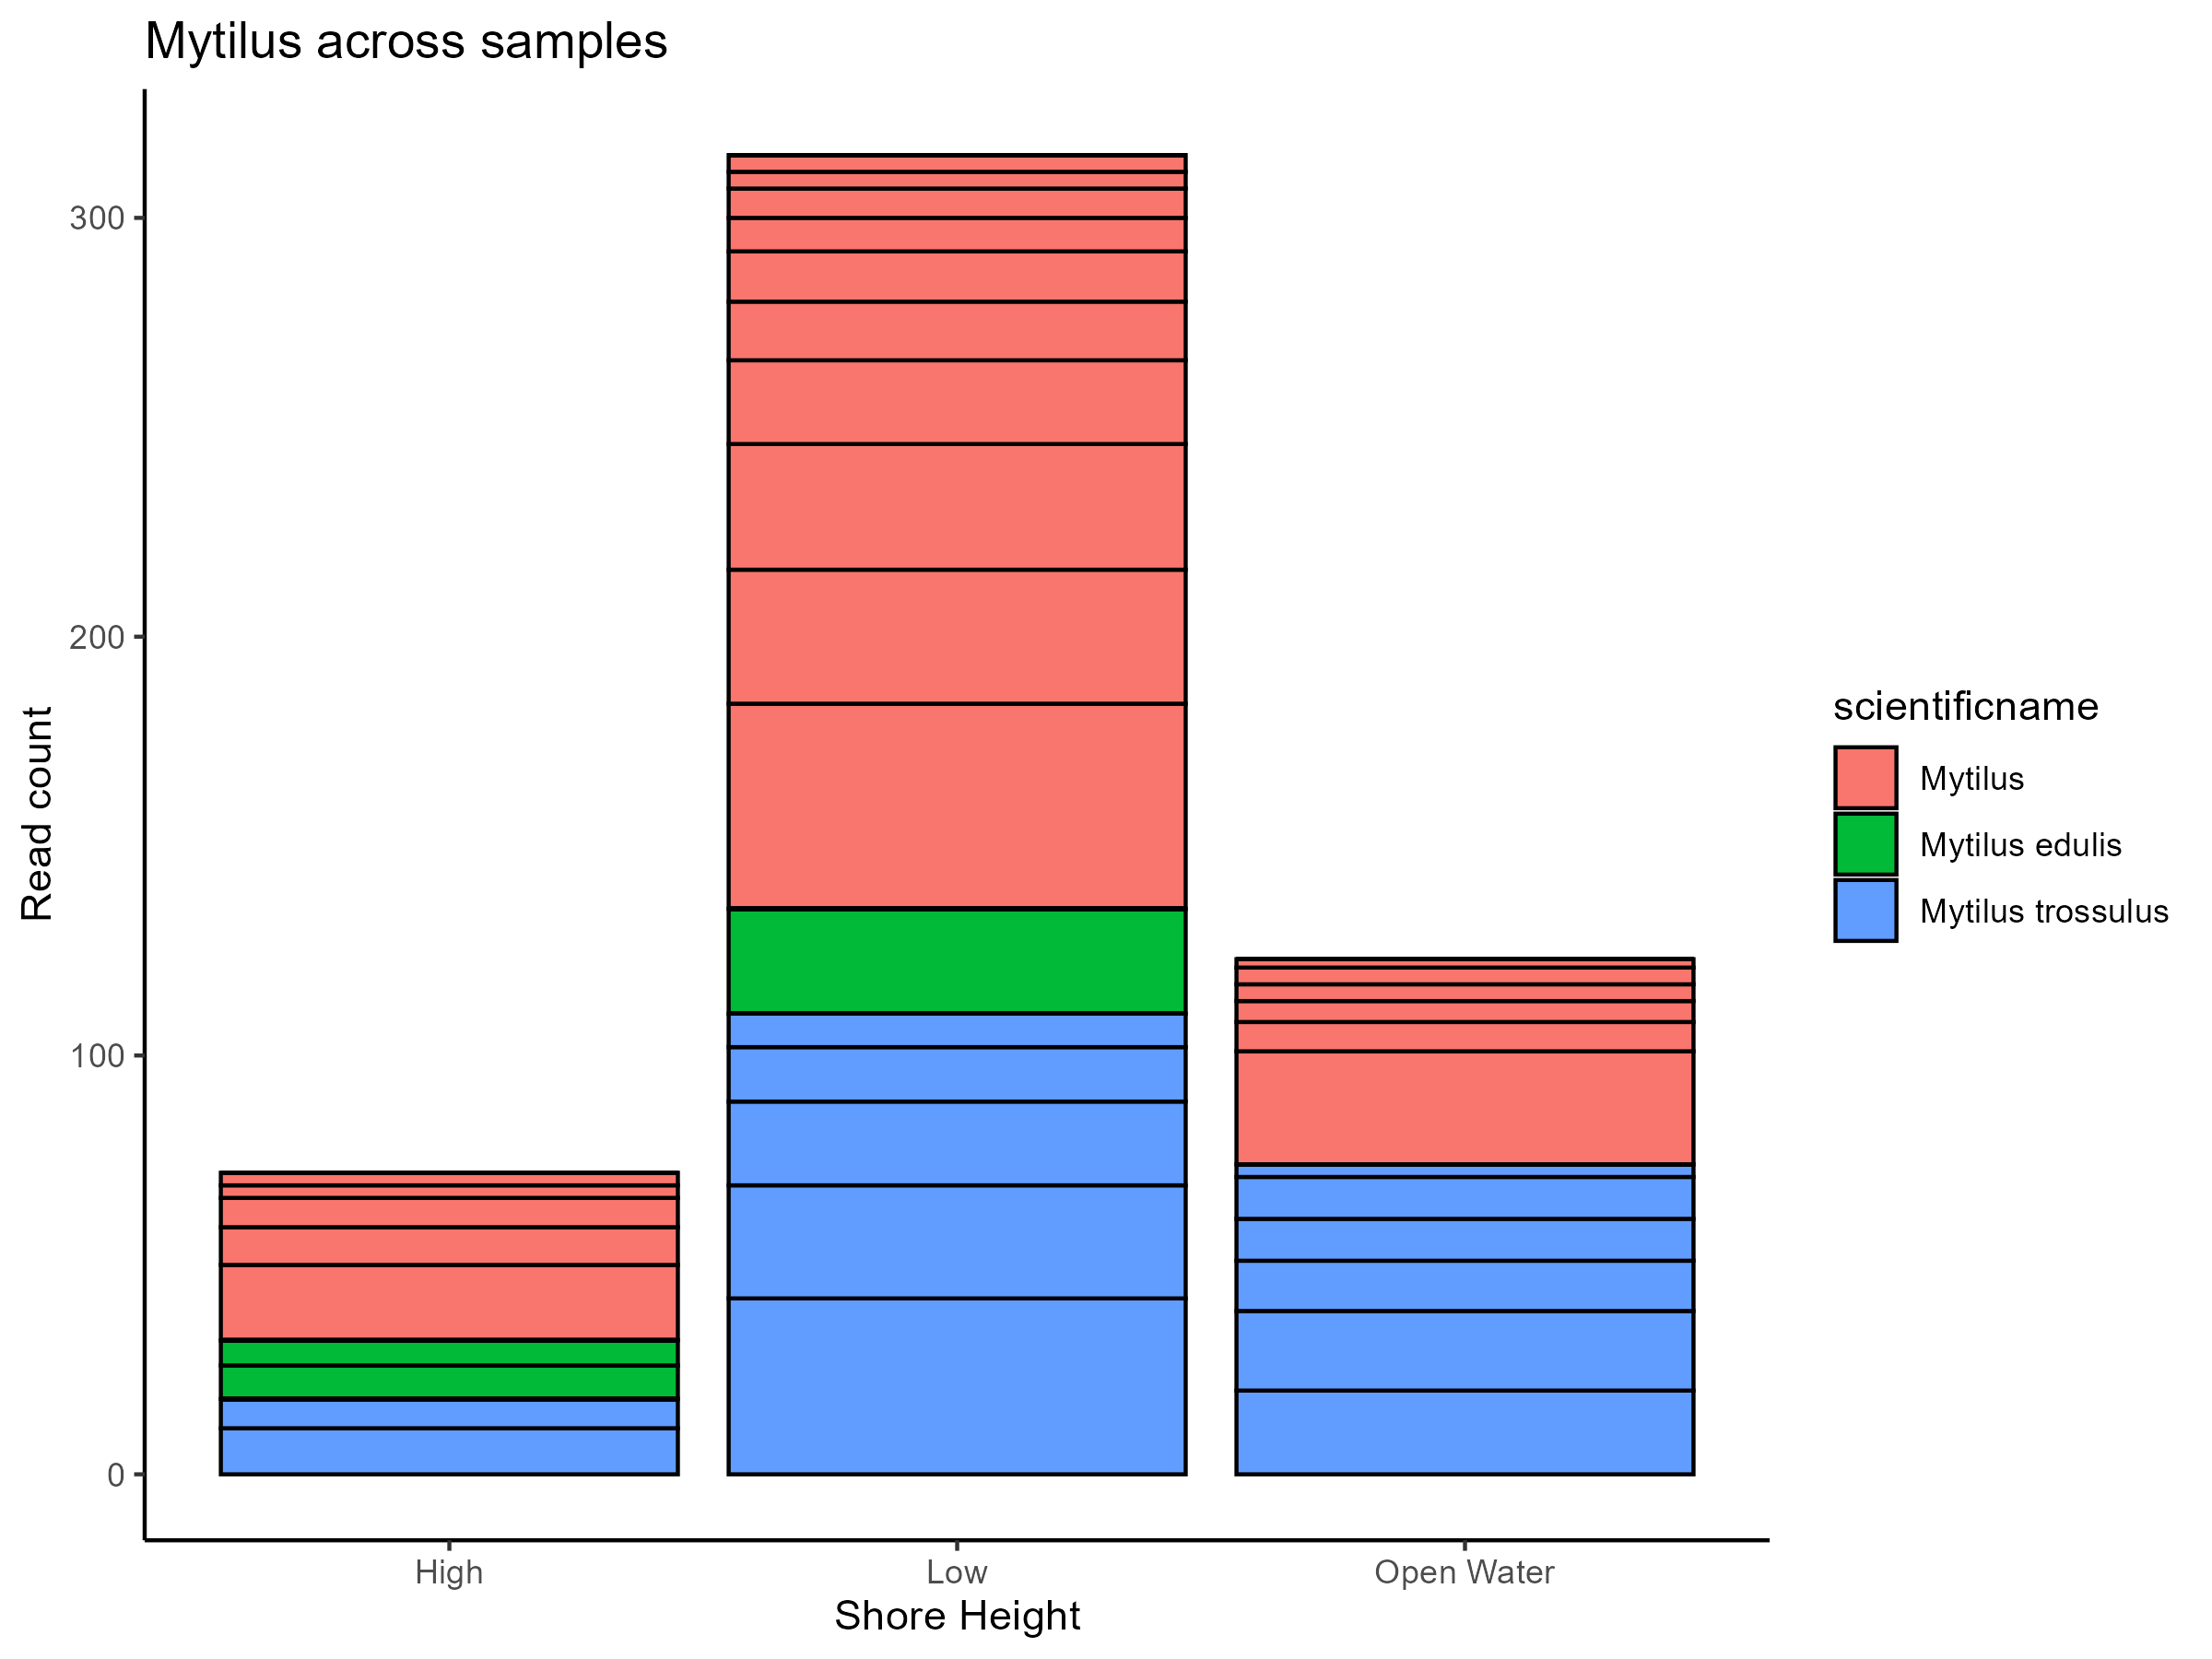 Mytilus across samples
Read count
300
200
100
0
High
Low
Open Water
Shore Height
scientificname
Mytilus
Mytilus edulis
Mytilus trossulus